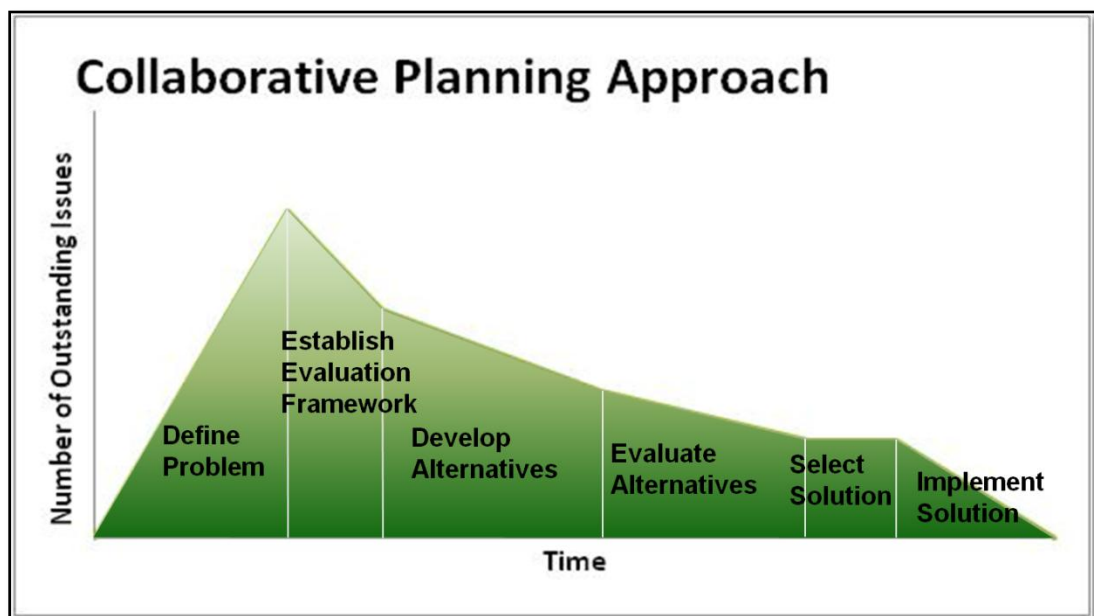 Collaborative Planning Approach
Number of Outstanding Issues
Define
Problem
Establish
Evaluation
Framework
Develop
Alternatives
Evaluate
Alternatives
Select
Solution
Implement
Solution
Time